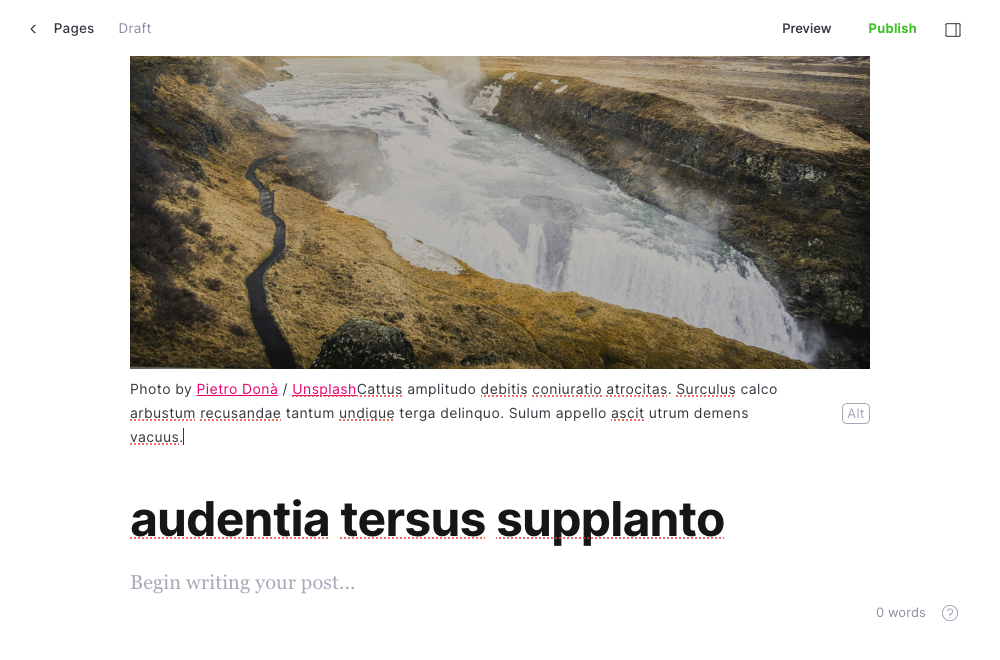 Pages Draft Preview Publish
Photo by Pietro Donà / UnsplashCattus amplitudo debitis coniuratio atrocitas. Surculus calco
arbustum recusandae tantum undique terga delinquo. Sulum appello ascit utrum demens
vacuus.
Alt
audentia tersus supplanto
Begin writing your post...
0 words